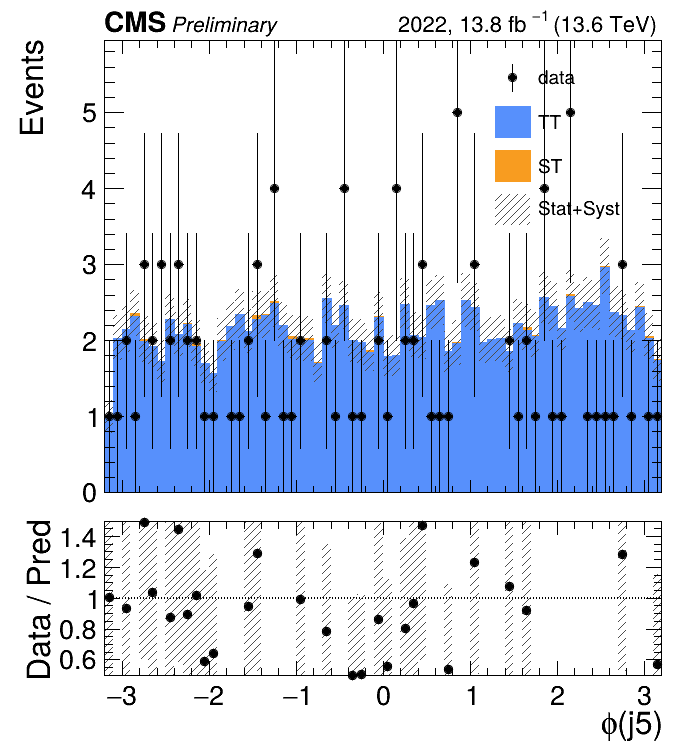 CMS Preliminary 2022, 13.8 fb⁻¹ (13.6 TeV)
Events
5
4
3
2
1
0
data
TT
ST
Stat+Syst
Data / Pred
1.4
1.2
1
0.8
0.6
−3 −2 −1 0 1 2 3
ϕ(j5)